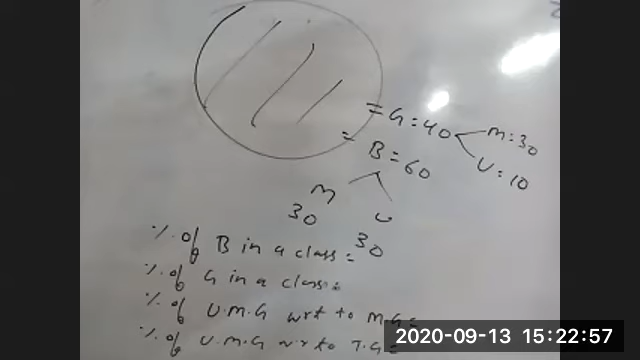 = G = 40
M = 30
U = 10
= B = 60
M
30
U
30
% of B in a class =
% of G in a class =
% of U.M.G wrt to M.G =
% of U.M.G w.r to T.G =
2020-09-13 15:22:57